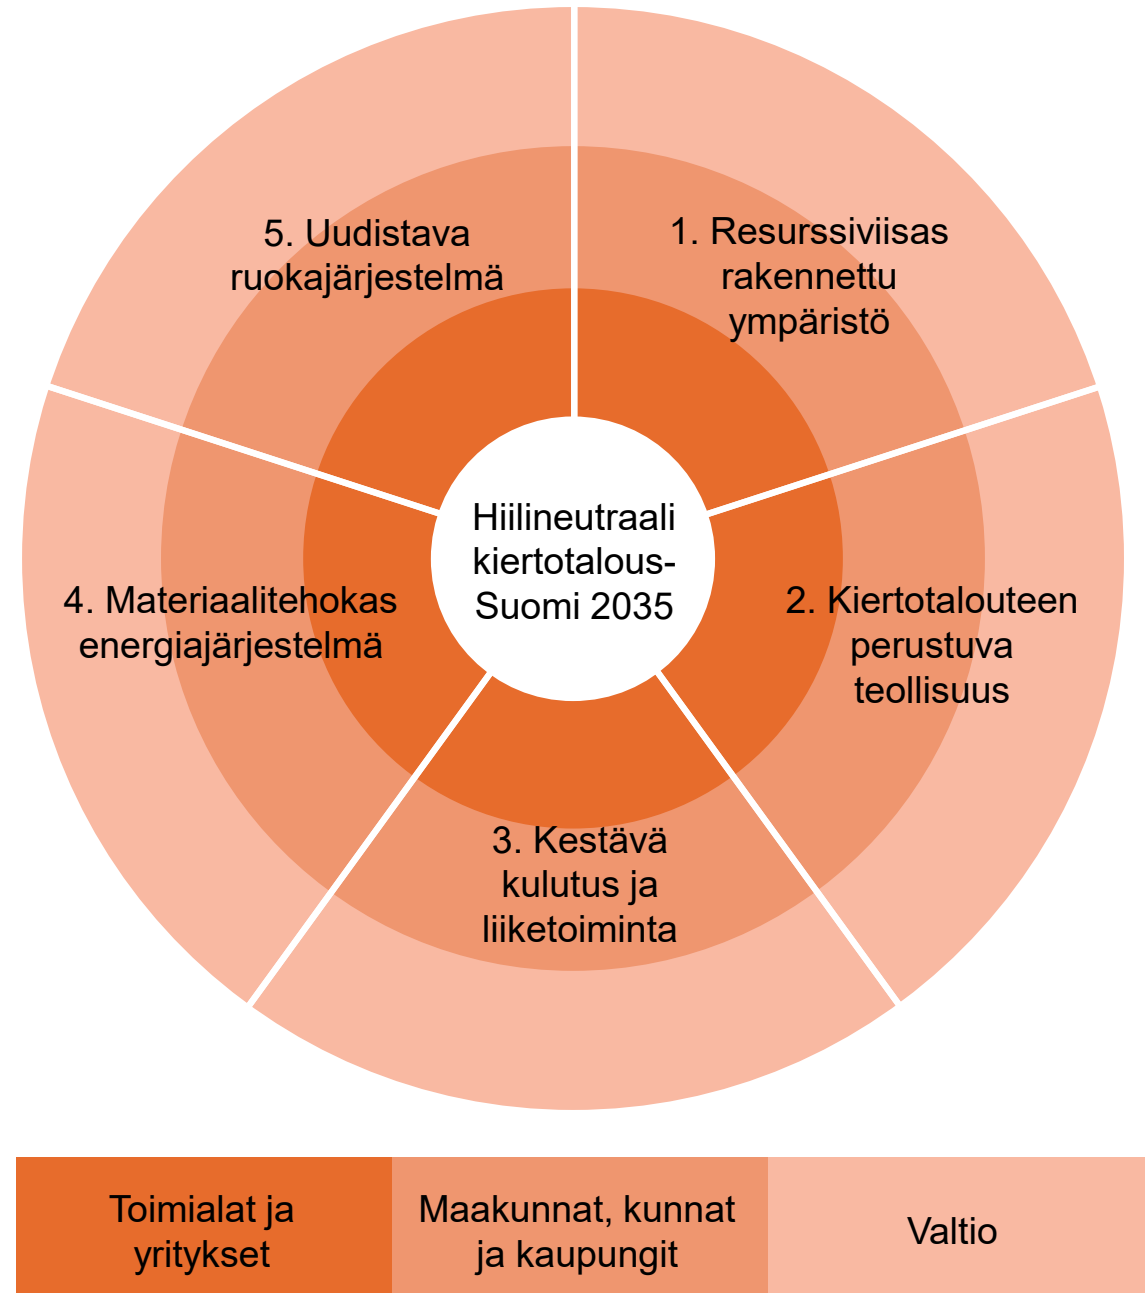 5. Uudistava
ruokajärjestelmä
1. Resurssiviisas
rakennettu
ympäristö
Hiilineutraali
kiertotalous-
Suomi 2035
4. Materiaalitehokas
energiajärjestelmä
2. Kiertotalouteen
perustuva
teollisuus
3. Kestävä
kulutus ja
liiketoiminta
Toimialat ja
yritykset
Maakunnat, kunnat
ja kaupungit
Valtio